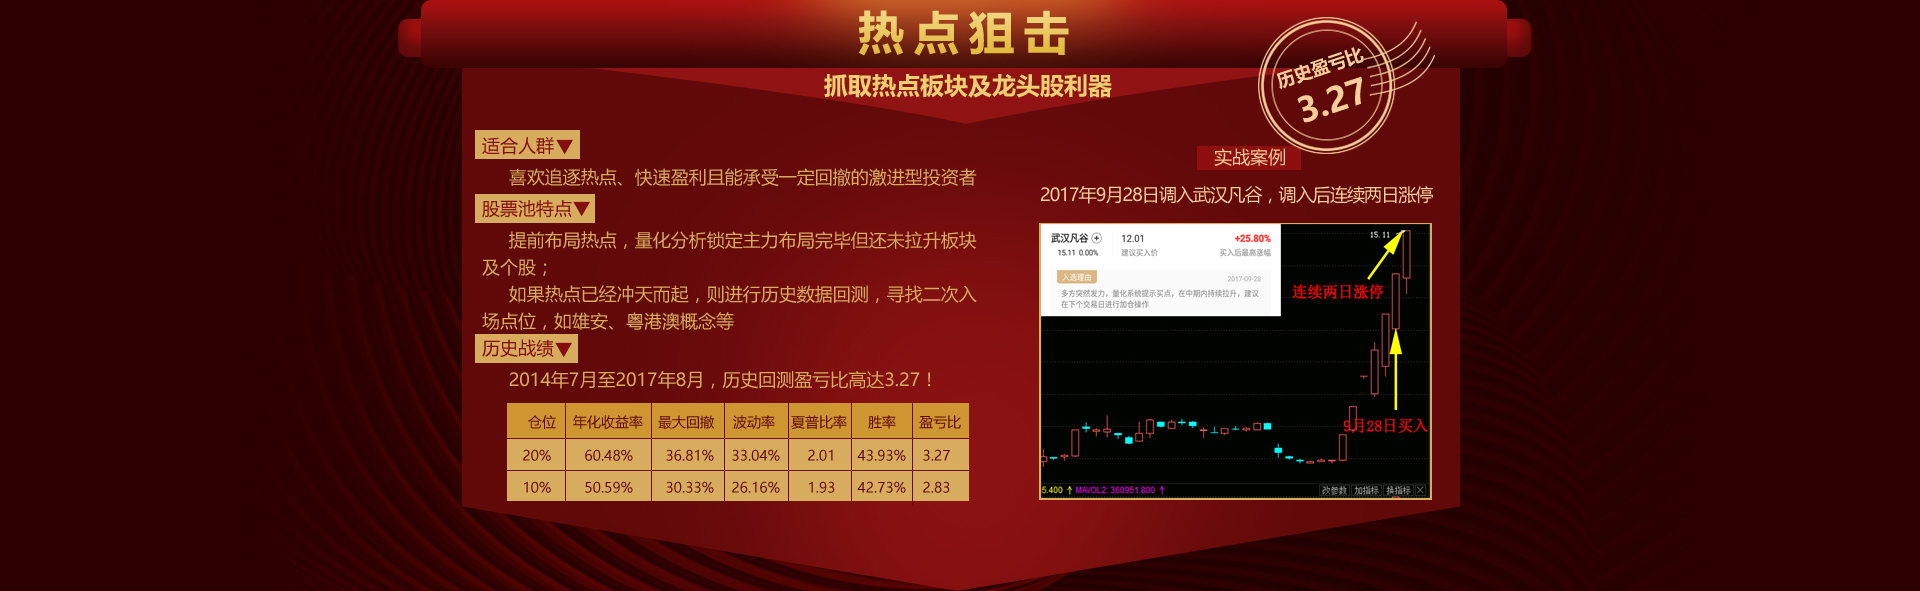 热点狙击
抓取热点板块及龙头股利器
历史盈亏比
3.27
适合人群▼
喜欢追逐热点、快速盈利且能承受一定回撤的激进型投资者
股票池特点▼
提前布局热点，量化分析锁定主力布局完毕但还未拉升板块
及个股；
如果热点已经冲天而起，则进行历史数据回测，寻找二次入
场点位，如雄安、粤港澳概念等
历史战绩▼
2014年7月至2017年8月，历史回测盈亏比高达3.27！
仓位 年化收益率 最大回撤 波动率 夏普比率 胜率 盈亏比
20% 60.48% 36.81% 33.04% 2.01 43.93% 3.27
10% 50.59% 30.33% 26.16% 1.93 42.73% 2.83
实战案例
2017年9月28日调入武汉凡谷，调入后连续两日涨停
武汉凡谷 12.01 +25.80%
15.11 0.00% 建议买入价 买入后最高涨幅
入选理由 2017-09-28
多方突然发力，量化系统提示买点，在中期内持续拉升，建议
在下个交易日进行加仓操作
15.11
连续两日涨停
9月28日买入
5.400 ↑ MAVOL2: 360951.800 ↑
改参数 加指标 换指标